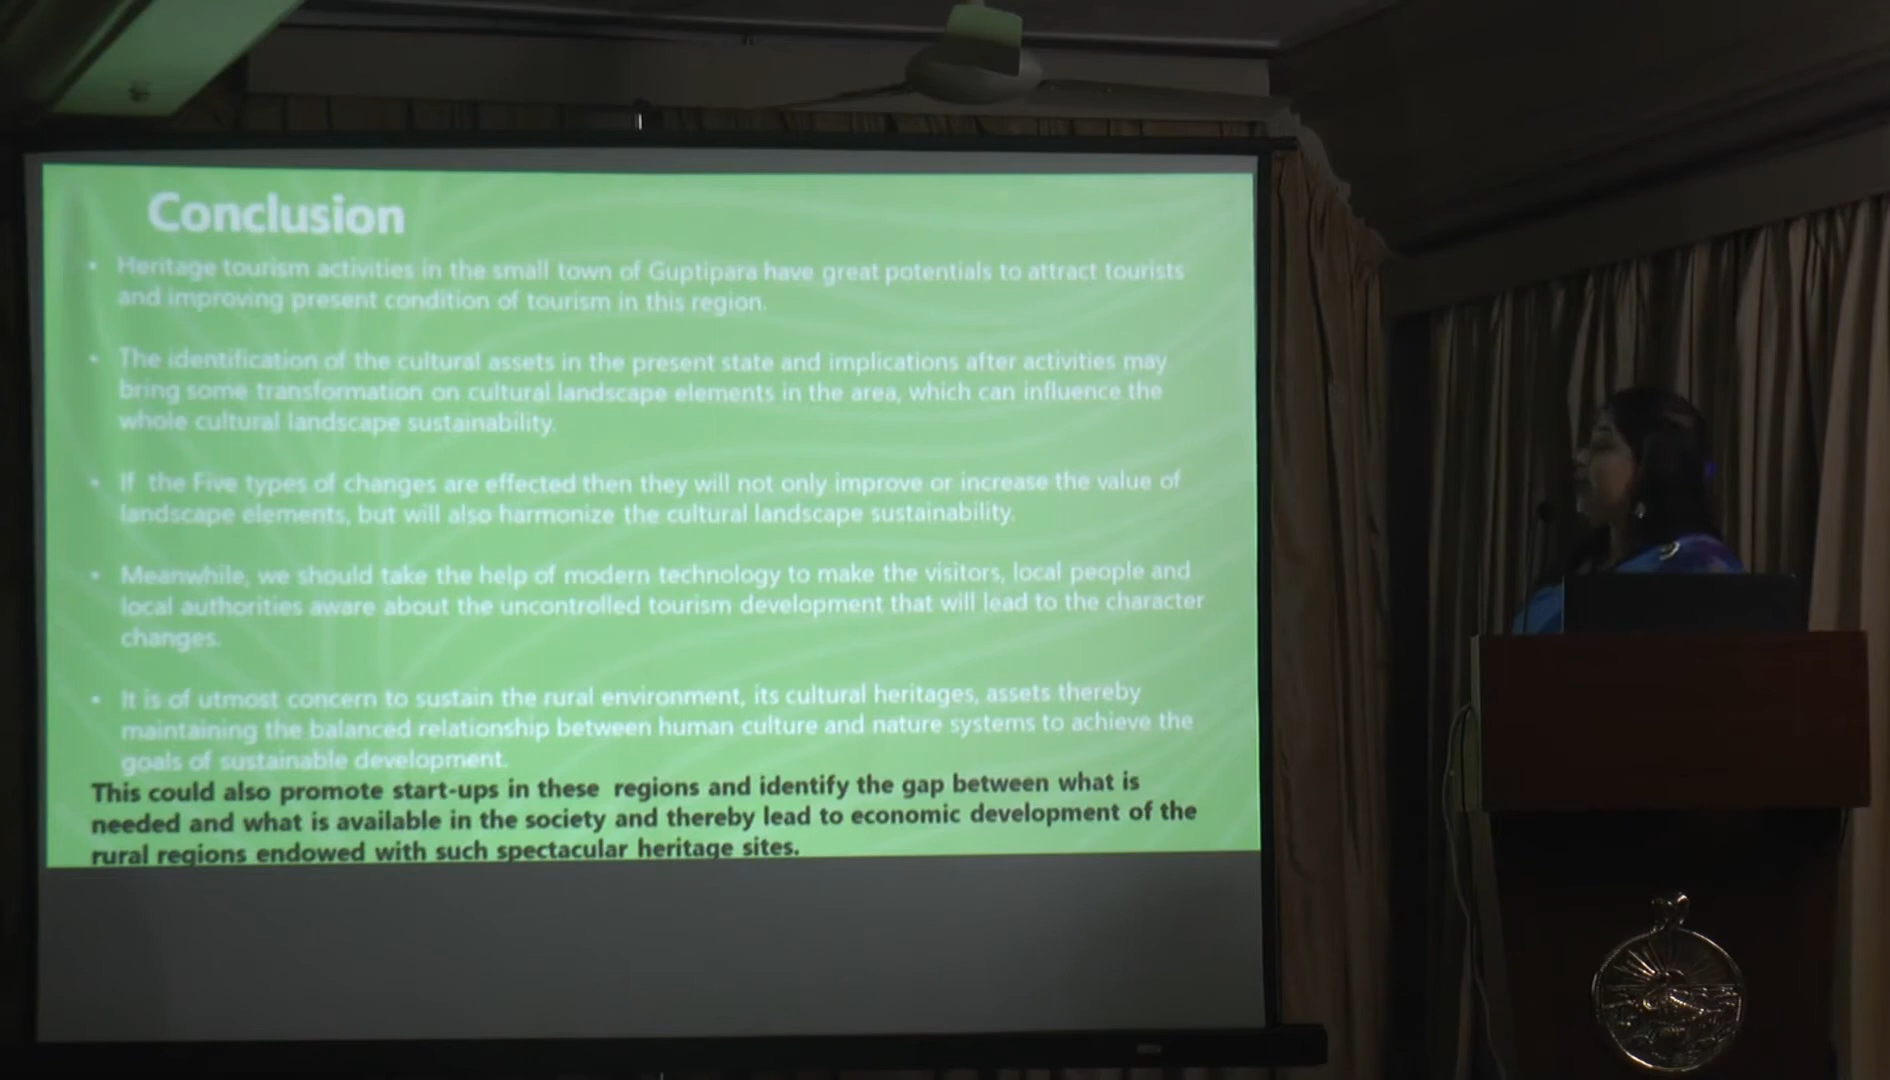 Conclusion
• Heritage tourism activities in the small town of Guptipara have great potentials to attract tourists
and improving present condition of tourism in this region.
• The identification of the cultural assets in the present state and implications after activities may
bring some transformation on cultural landscape elements in the area, which can influence the
whole cultural landscape sustainability.
• If the Five types of changes are effected then they will not only improve or increase the value of
landscape elements, but will also harmonize the cultural landscape sustainability.
• Meanwhile, we should take the help of modern technology to make the visitors, local people and
local authorities aware about the uncontrolled tourism development that will lead to the character
changes.
• It is of utmost concern to sustain the rural environment, its cultural heritages, assets thereby
maintaining the balanced relationship between human culture and nature systems to achieve the
goals of sustainable development.
This could also promote start-ups in these regions and identify the gap between what is
needed and what is available in the society and thereby lead to economic development of the
rural regions endowed with such spectacular heritage sites.